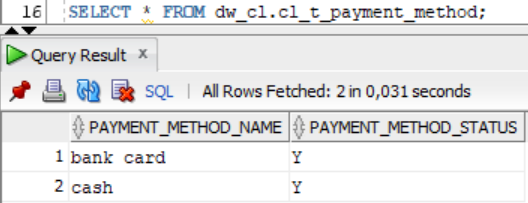 16 SELECT * FROM dw_cl.cl_t_payment_method;
Query Result x
SQL | All Rows Fetched: 2 in 0,031 seconds
PAYMENT_METHOD_NAME PAYMENT_METHOD_STATUS
1 bank card Y
2 cash Y